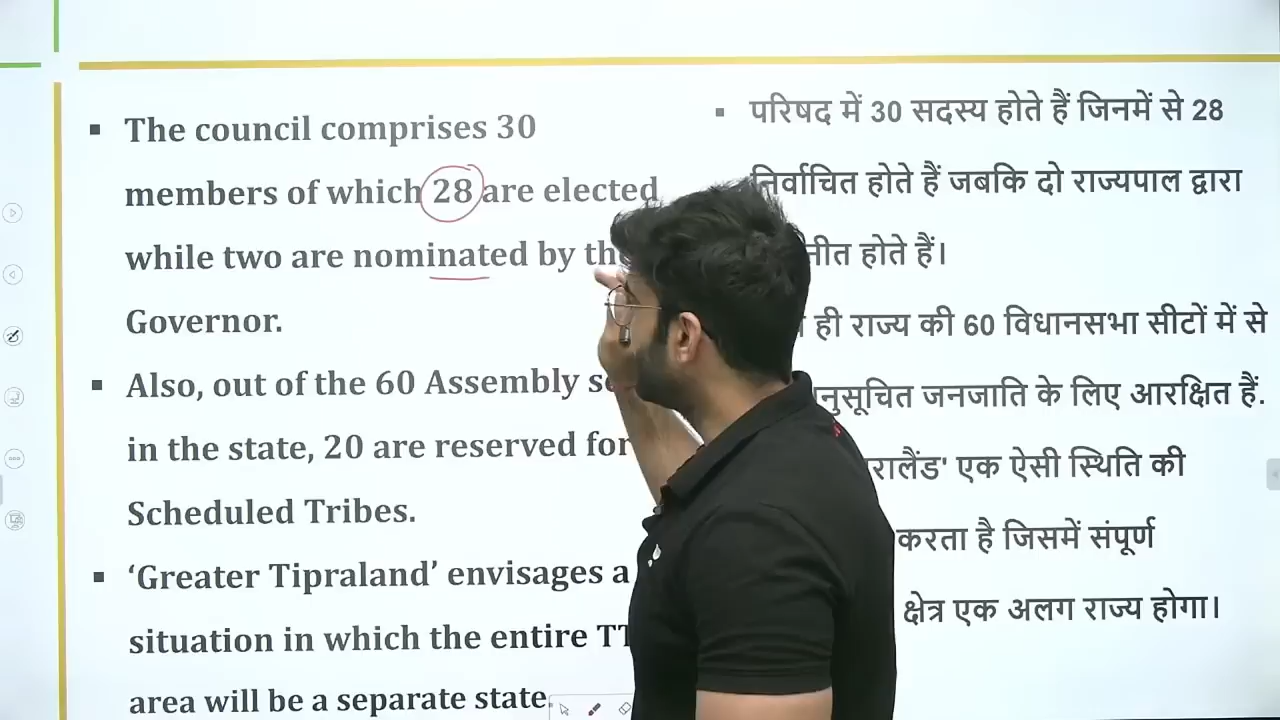 The council comprises 30
members of which 28 are elected
while two are nominated by
Governor.
Also, out of the 60 Assembly
in the state, 20 are reserved for
Scheduled Tribes.
‘Greater Tipraland’ envisages a
situation in which the entire
area will be a separate state.
परिषद में 30 सदस्य होते हैं जिनमें से 28
निर्वाचित होते हैं जबकि दो राज्यपाल द्वारा
होते हैं।
ही राज्य की 60 विधानसभा सीटों में से
जनजाति के लिए आरक्षित हैं.
एक ऐसी स्थिति की
करता है जिसमें संपूर्ण
क्षेत्र एक अलग राज्य होगा।